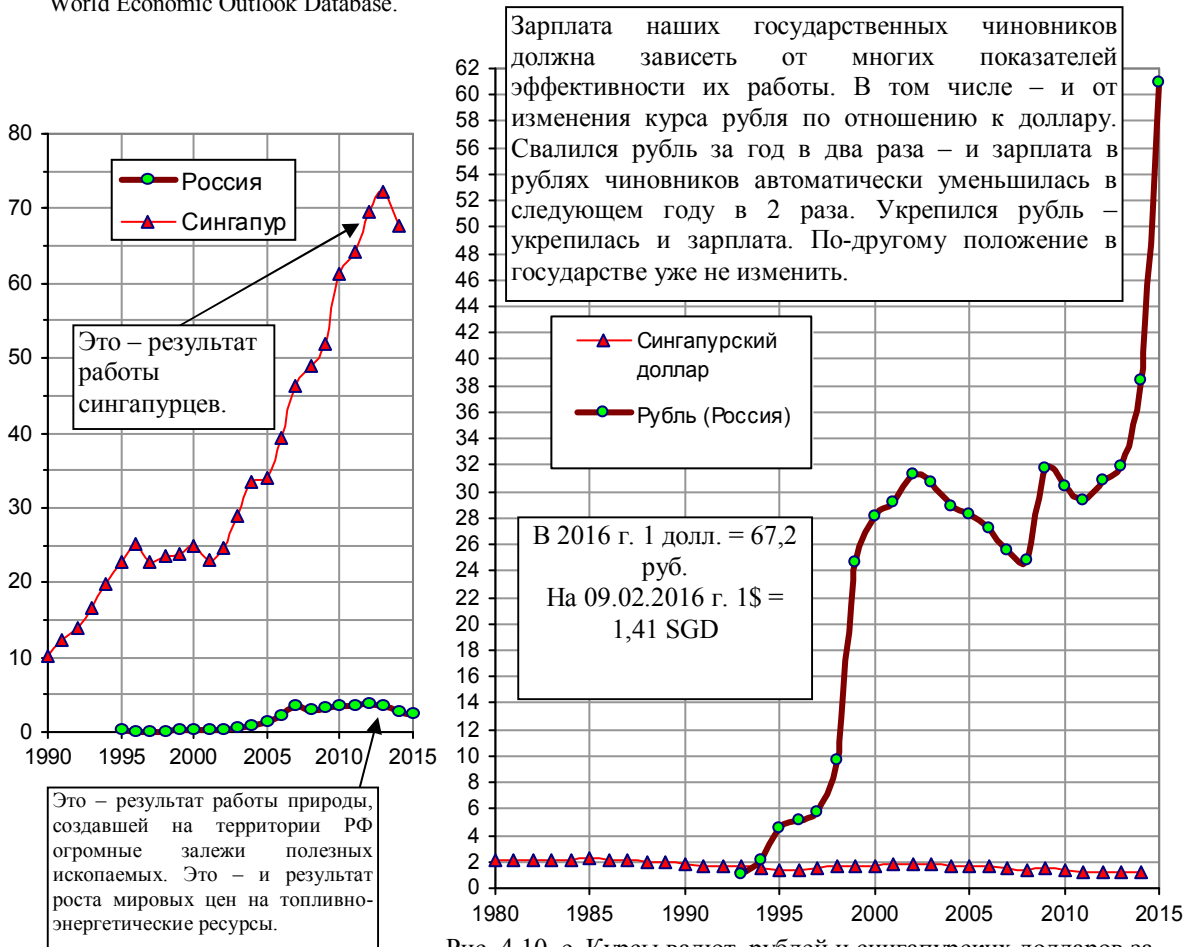 World Economic Outlook Database.
80
70
60
50
40
30
20
10
0
1990 1995 2000 2005 2010 2015
Россия
Сингапур
Это – результат
работы
сингапурцев.
Это – результат работы природы,
создавшей на территории РФ
огромные залежи полезных
ископаемых. Это – и результат
роста мировых цен на топливно-
энергетические ресурсы.
Зарплата наших государственных чиновников
должна зависеть от многих показателей
эффективности их работы. В том числе – и от
изменения курса рубля по отношению к доллару.
Свалился рубль за год в два раза – и зарплата в
рублях чиновников автоматически уменьшилась в
следующем году в 2 раза. Укрепился рубль –
укрепилась и зарплата. По-другому положение в
государстве уже не изменить.
62
60
58
56
54
52
50
48
46
44
42
40
38
36
34
32
30
28
26
24
22
20
18
16
14
12
10
8
6
4
2
0
1980 1985 1990 1995 2000 2005 2010 2015
Сингапурский
доллар
Рубль (Россия)
В 2016 г. 1 долл. = 67,2
руб.
На 09.02.2016 г. 1$ =
1,41 SGD
Рис. 4.10, с. Курсы валют, рублей и сингапурских долларов за